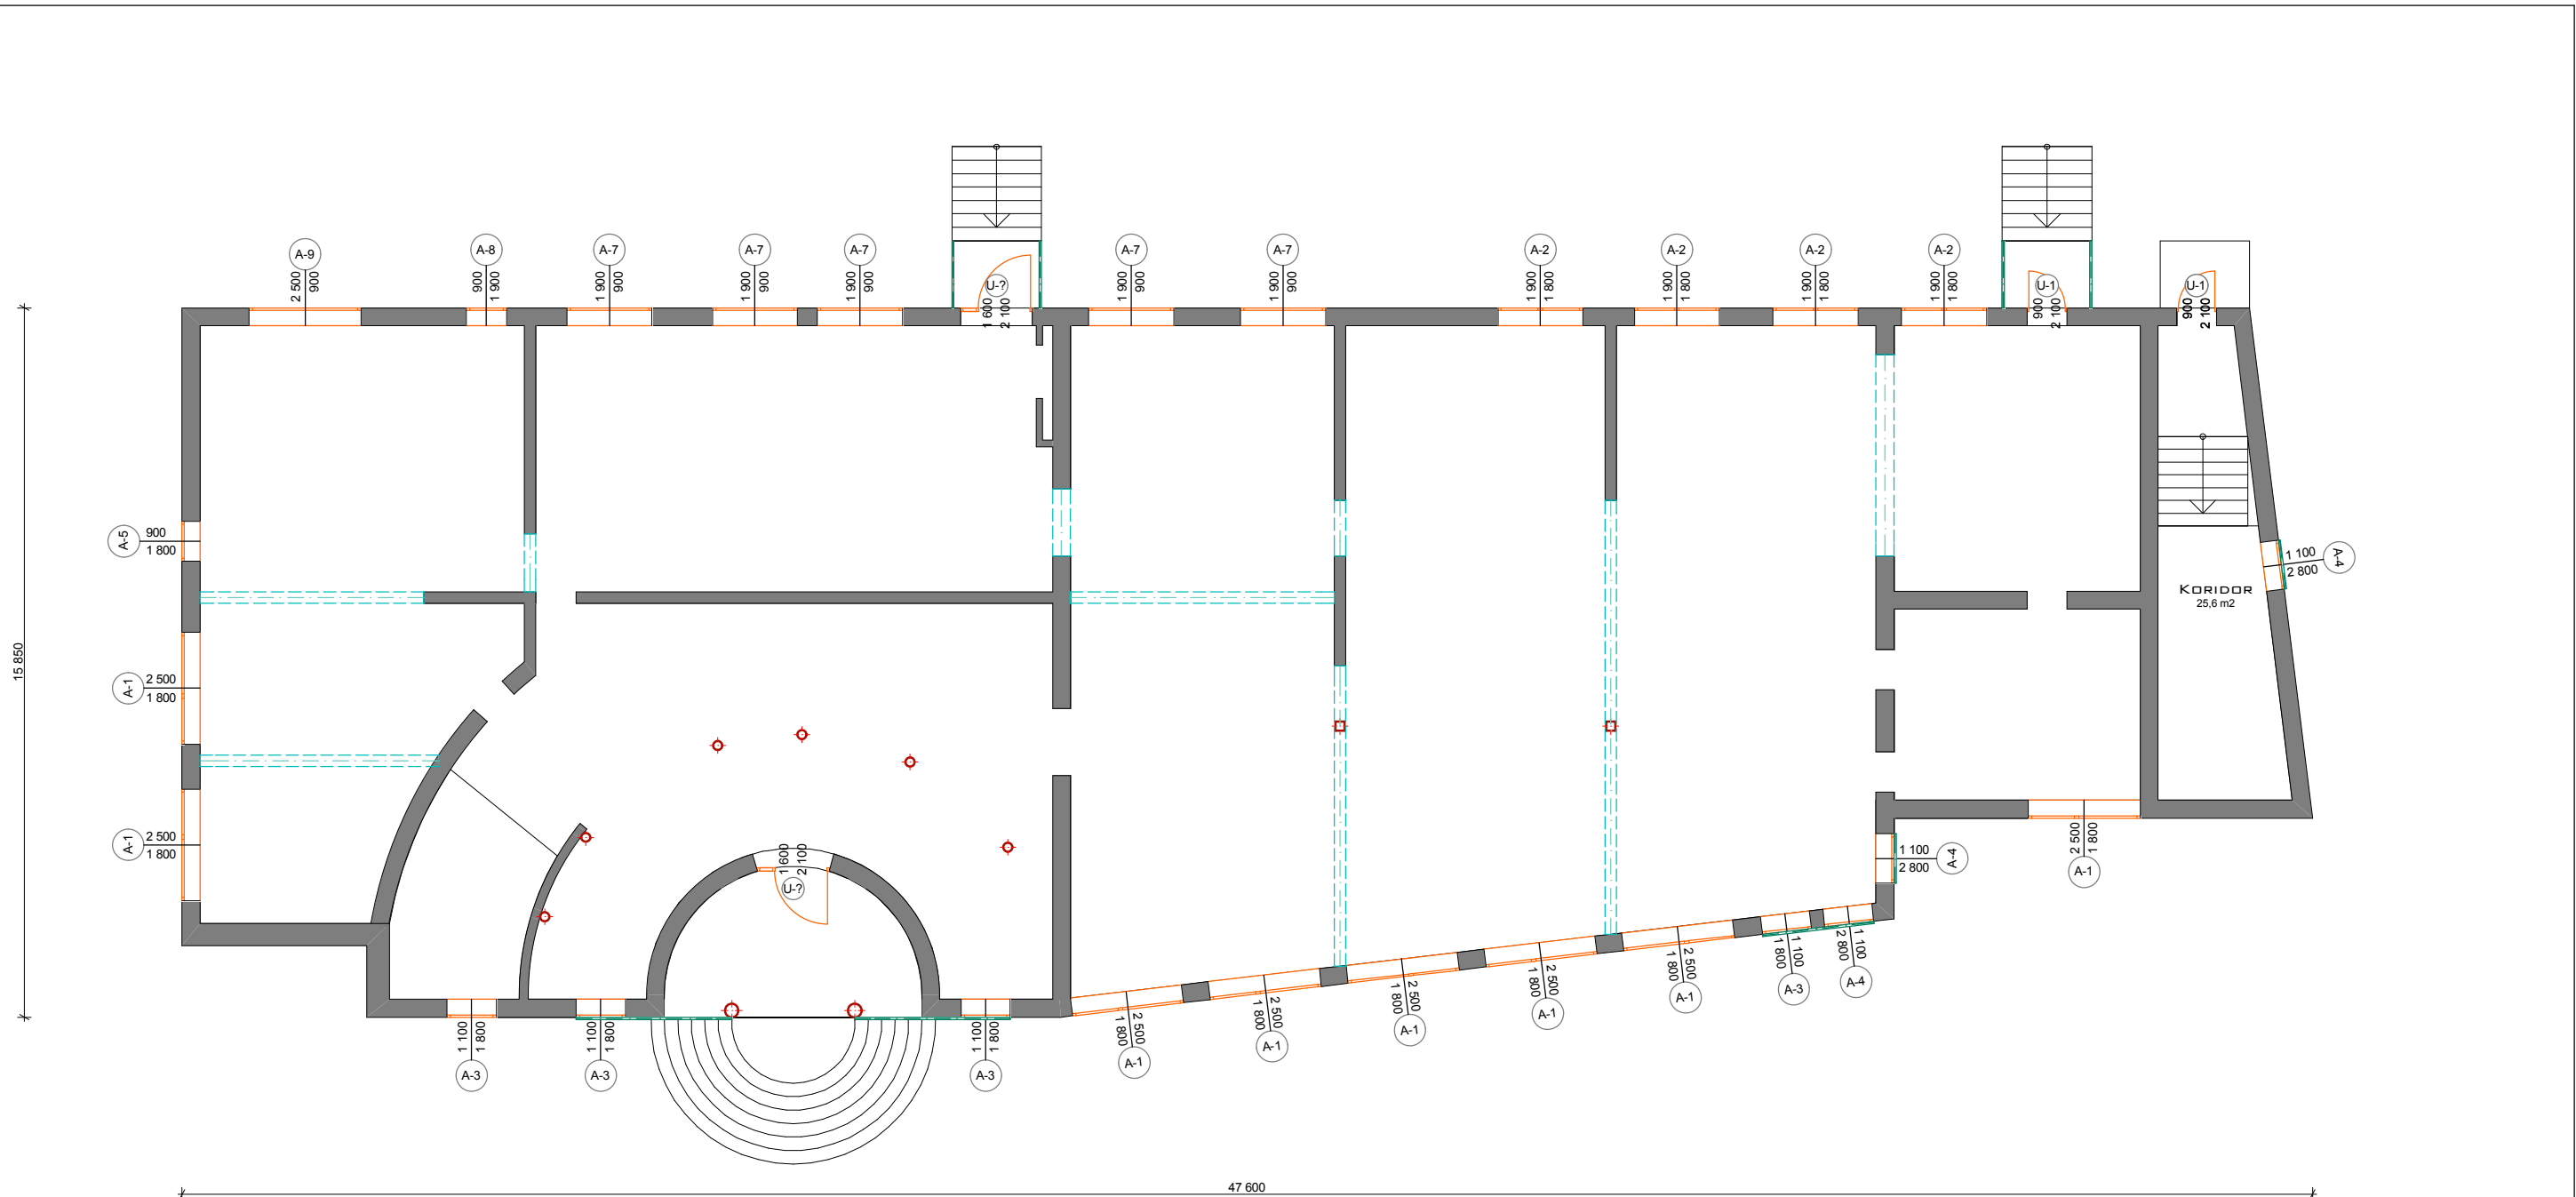 A-9
2 500
900
A-8
900
1 900
A-7
1 900
900
A-7
1 900
900
A-7
1 900
900
U-?
1 600
2 100
A-7
1 900
900
A-7
1 900
900
A-2
1 900
1 800
A-2
1 900
1 800
A-2
1 900
1 800
A-2
1 900
1 800
U-1
900
2 100
U-1
900
2 100
A-5
900
1 800
A-4
1 100
2 800
KORIDOR
25,6 m2
15 850
A-1
2 500
1 800
A-1
2 500
1 800
1 600
2 100
U-?
1 100
2 800
A-4
2 500
1 800
A-1
1 100
1 800
A-3
1 100
1 800
A-3
1 100
1 800
A-3
2 500
1 800
A-1
2 500
1 800
A-1
2 500
1 800
A-1
2 500
1 800
A-1
2 500
1 800
A-1
1 100
1 800
A-3
1 100
2 800
A-4
47 600